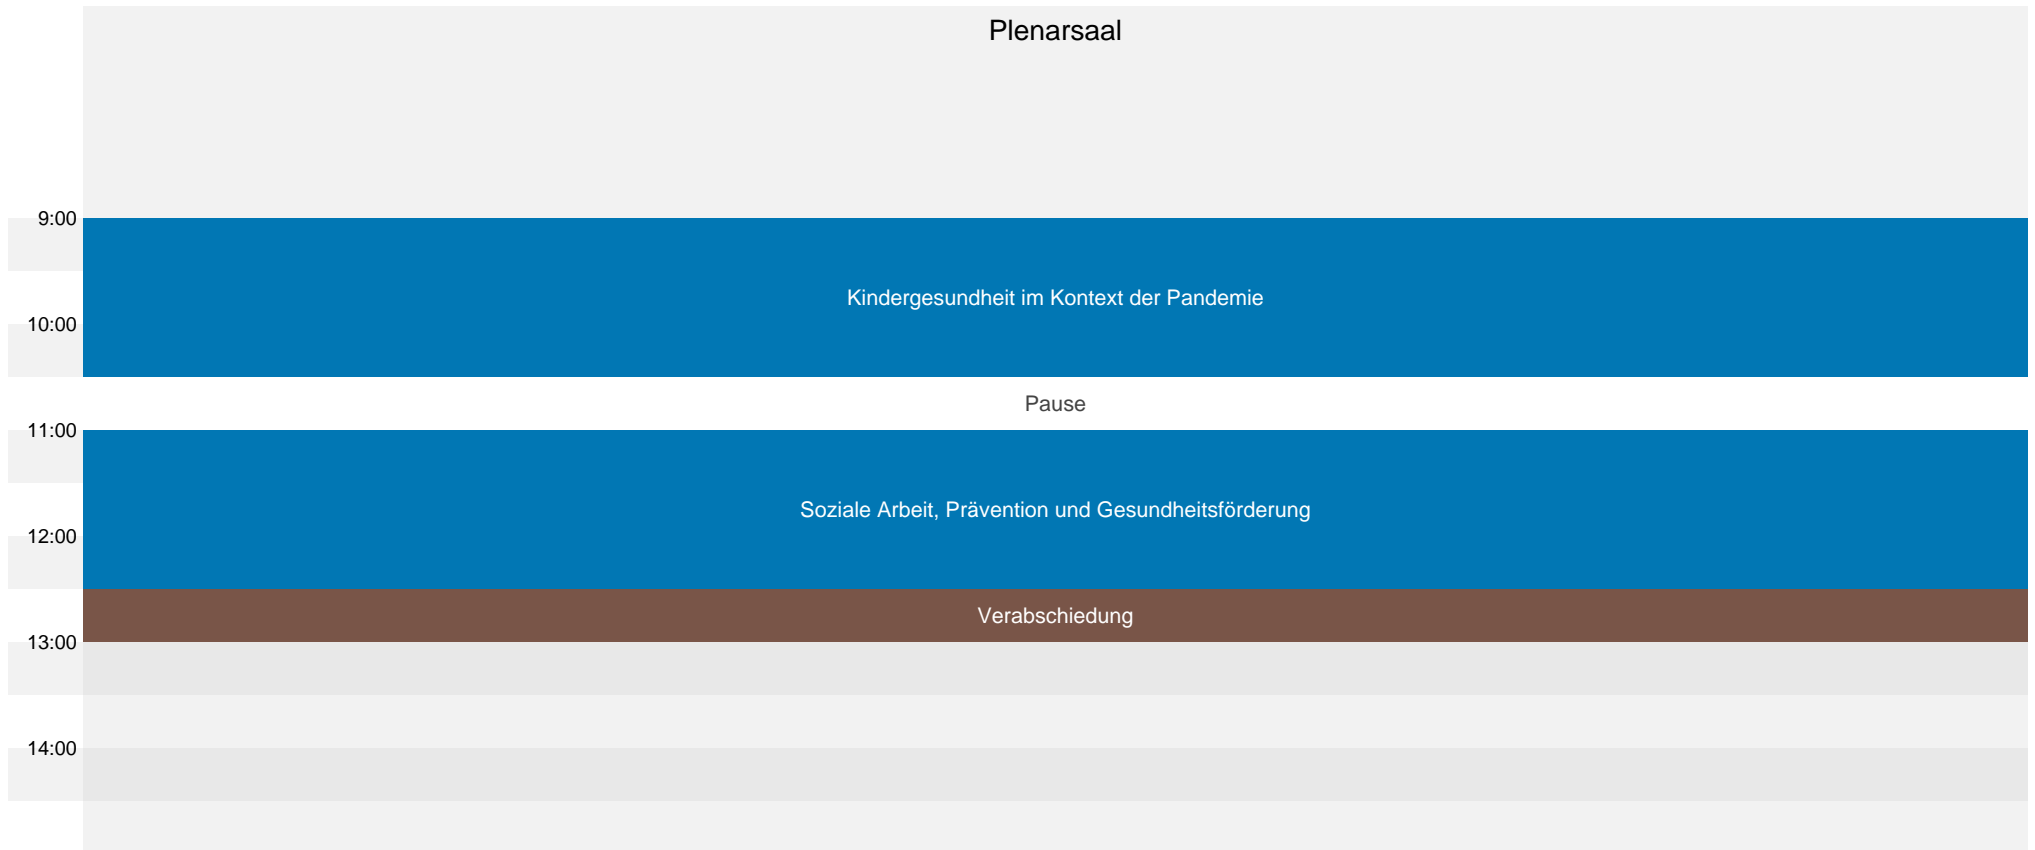 Plenarsaal
9:00
Kindergesundheit im Kontext der Pandemie
10:00
Pause
11:00
Soziale Arbeit, Prävention und Gesundheitsförderung
12:00
Verabschiedung
13:00
14:00